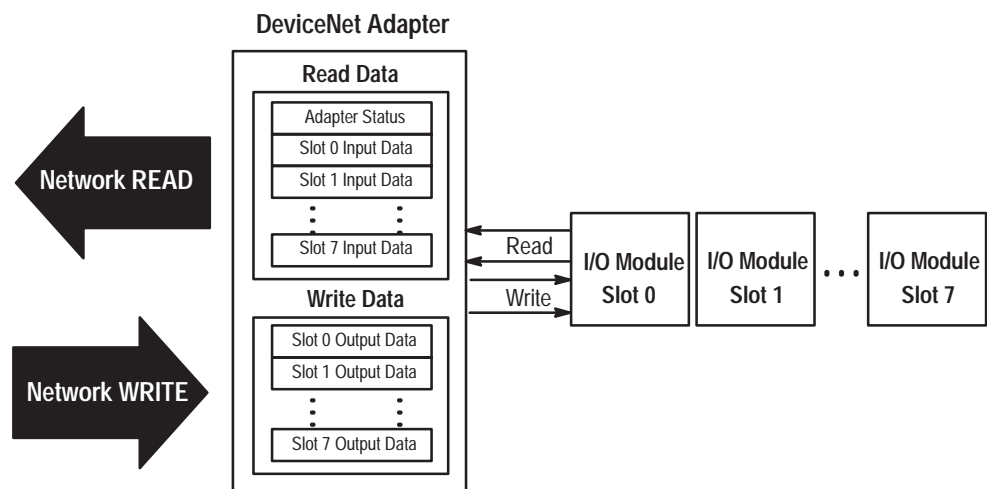 DeviceNet Adapter
Read Data
Adapter Status
Slot 0 Input Data
Slot 1 Input Data
Slot 7 Input Data
Network READ
Read
Write
I/O Module
Slot 0
I/O Module
Slot 1
I/O Module
Slot 7
Write Data
Slot 0 Output Data
Slot 1 Output Data
Slot 7 Output Data
Network WRITE